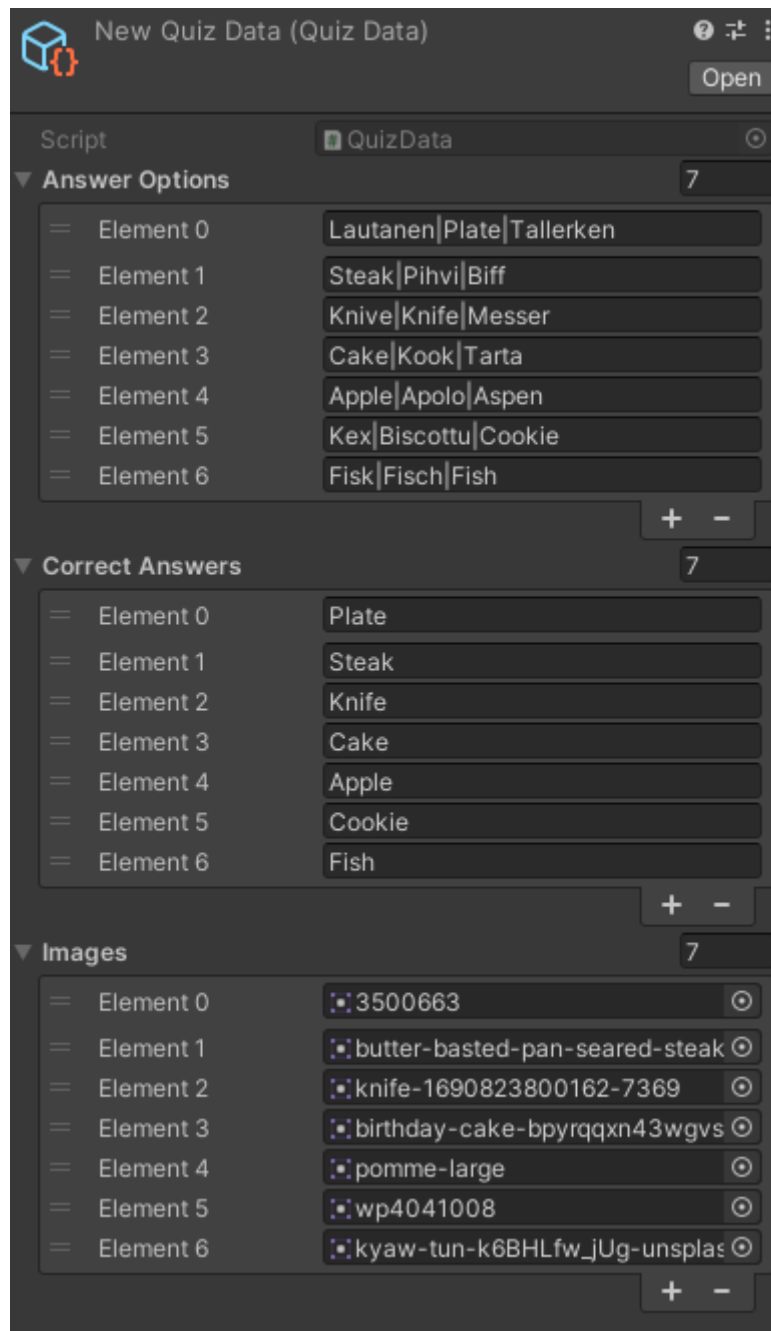 New Quiz Data (Quiz Data)
Open
Script QuizData
Answer Options 7
Element 0 Lautanen|Plate|Tallerken
Element 1 Steak|Pihvi|Biff
Element 2 Knive|Knife|Messer
Element 3 Cake|Kook|Tarta
Element 4 Apple|Apolo|Aspen
Element 5 Kex|Biscottu|Cookie
Element 6 Fisk|Fisch|Fish
+ -
Correct Answers 7
Element 0 Plate
Element 1 Steak
Element 2 Knife
Element 3 Cake
Element 4 Apple
Element 5 Cookie
Element 6 Fish
+ -
Images 7
Element 0 3500663
Element 1 butter-basted-pan-seared-steak
Element 2 knife-1690823800162-7369
Element 3 birthday-cake-bpyrqqxn43wgvs
Element 4 pomme-large
Element 5 wp4041008
Element 6 kyaw-tun-k6BHLfw_jUg-unsplas
+ -